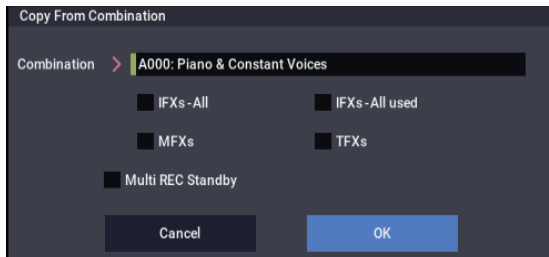 Copy From Combination
Combination > A000: Piano & Constant Voices
IFXs-All IFXs-All used
MFXs TFXs
Multi REC Standby
Cancel OK